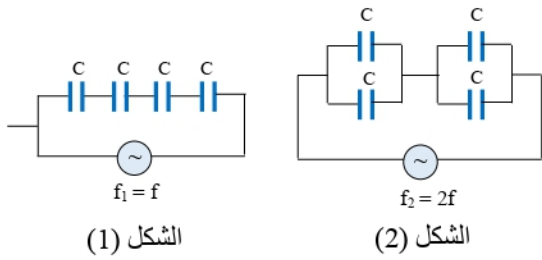 C C C C
~
f₁ = f
الشكل (1)
C C
C C
~
f₂ = 2f
الشكل (2)